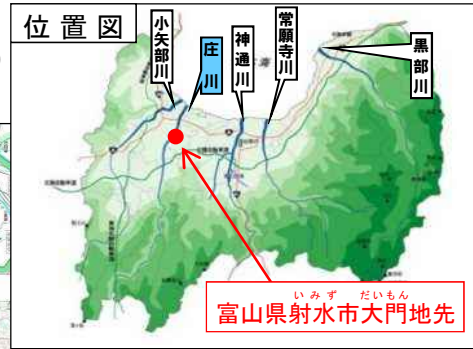 位置図
小矢部川
庄川
神通川
常願寺川
黒部川
いみず だいもん
富山県射水市大門地先